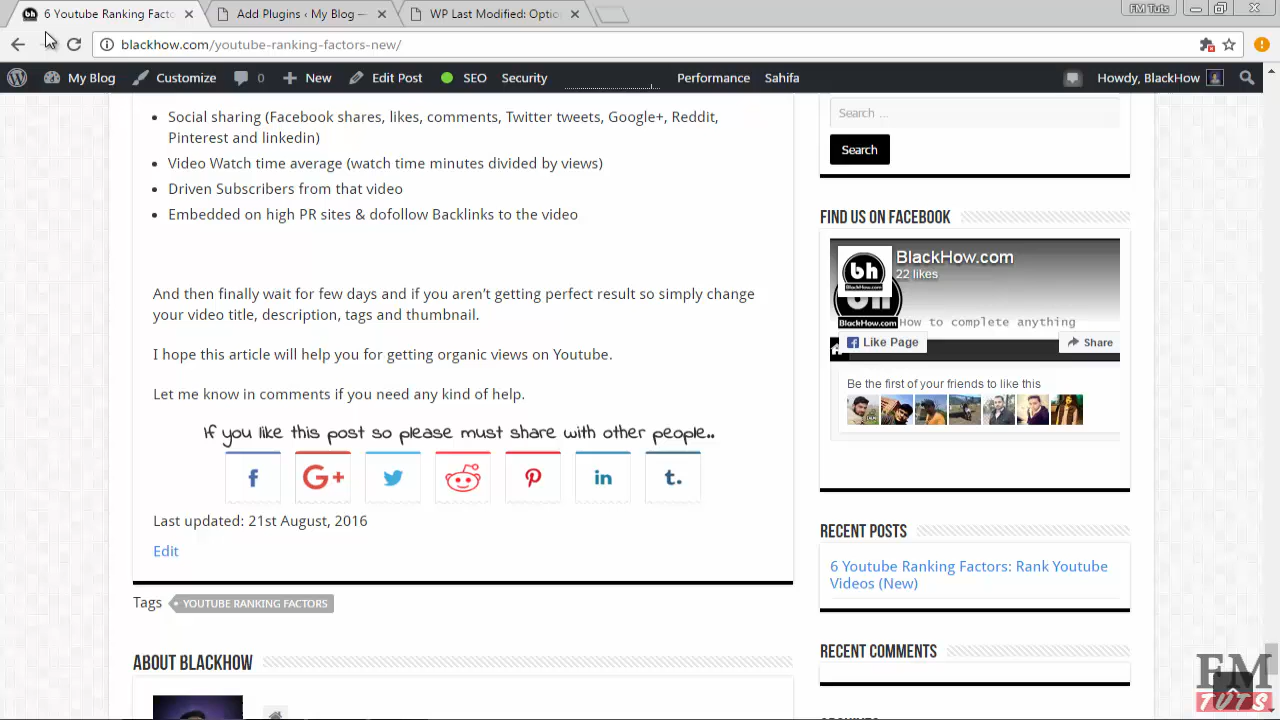 6 Youtube Ranking Facto
Add Plugins ‹ My Blog —
WP Last Modified: Optio
FM Tuts
blackhow.com/youtube-ranking-factors-new/
My Blog
Customize
0
New
Edit Post
SEO
Security
Performance
Sahifa
Howdy, BlackHow
Social sharing (Facebook shares, likes, comments, Twitter tweets, Google+, Reddit,
Pinterest and linkedin)
Video Watch time average (watch time minutes divided by views)
Driven Subscribers from that video
Embedded on high PR sites & dofollow Backlinks to the video
And then finally wait for few days and if you aren't getting perfect result so simply change
your video title, description, tags and thumbnail.
I hope this article will help you for getting organic views on Youtube.
Let me know in comments if you need any kind of help.
If you like this post so please must share with other people..
f
G+
in
t.
Last updated: 21st August, 2016
Edit
Tags
YOUTUBE RANKING FACTORS
ABOUT BLACKHOW
Search ...
Search
FIND US ON FACEBOOK
bh
BlackHow.com
BlackHow.com
22 likes
BlackHow.com
How to complete anything
Like Page
Share
Be the first of your friends to like this
RECENT POSTS
6 Youtube Ranking Factors: Rank Youtube
Videos (New)
RECENT COMMENTS
FM
TUTS